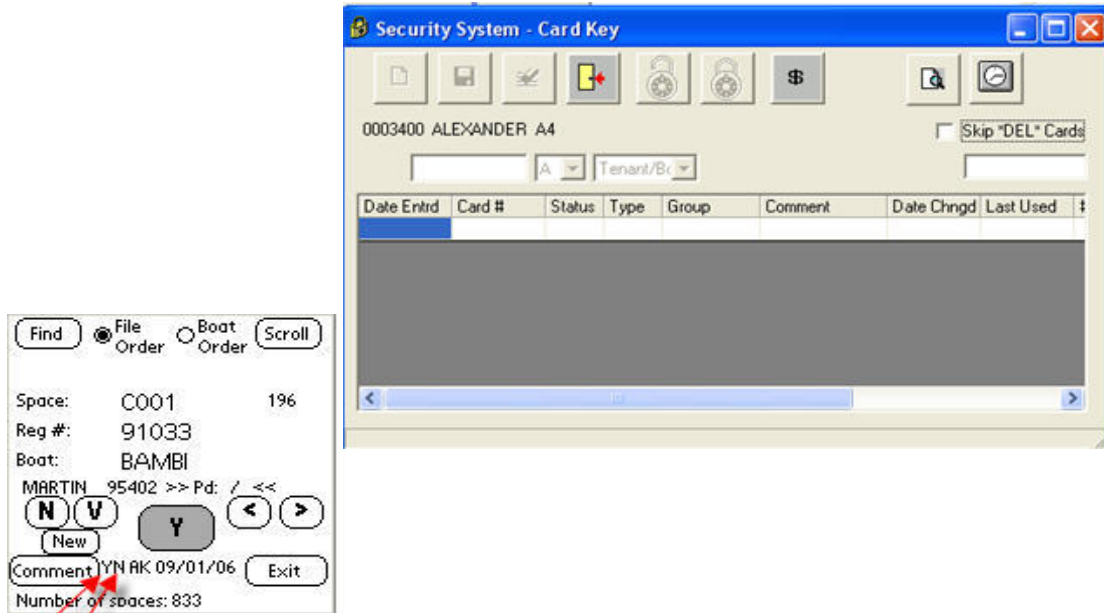 Security System - Card Key
$
0003400 ALEXANDER A4
Skip "DEL" Cards
A Tenant/Bc
Date Entrd Card # Status Type Group Comment Date Chngd Last Used
Find File Order Boat Order Scroll
Space: C001 196
Reg #: 91033
Boat: BAMBI
MARTIN 95402 >> Pd: / <<
N V Y < >
New
Comment YN AK 09/01/06 Exit
Number of spaces: 833